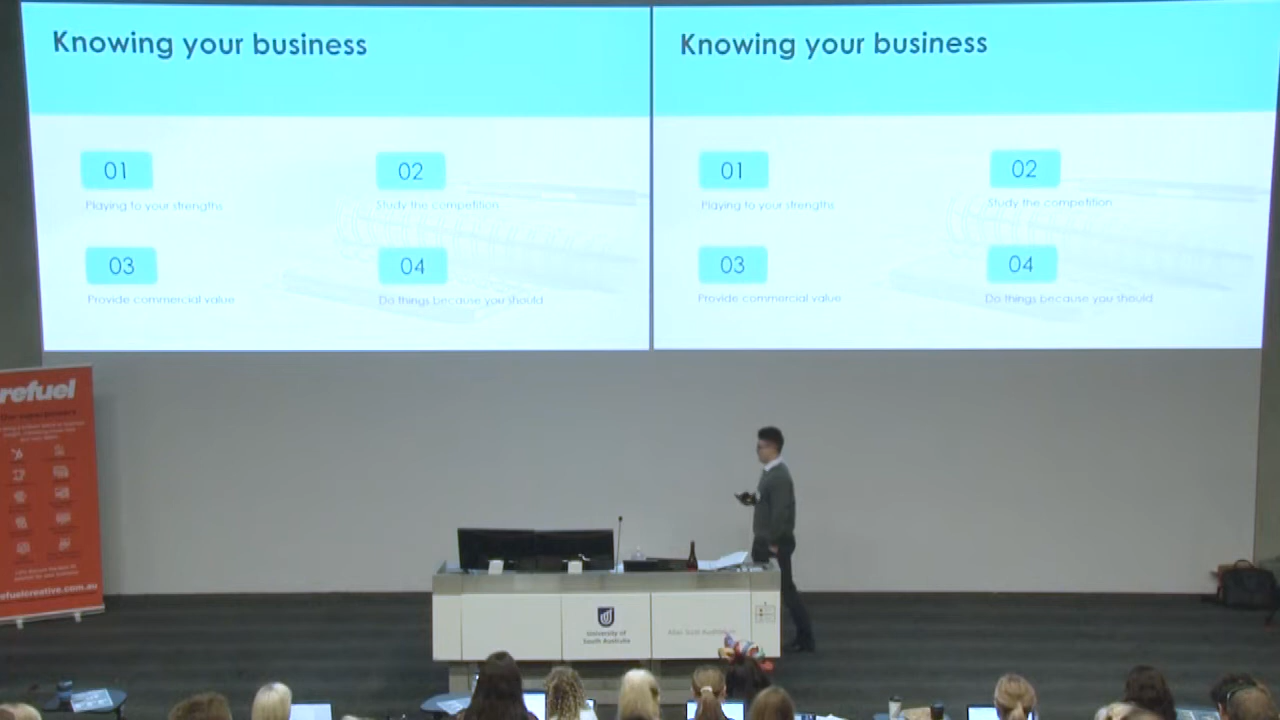 Knowing your business
01
02
Playing to your strengths
Study the competition
03
04
Provide commercial value
Do things because you should
Knowing your business
01
02
Playing to your strengths
Study the competition
03
04
Provide commercial value
Do things because you should
refuel
efuelcreative.com.au
University of
South Australia